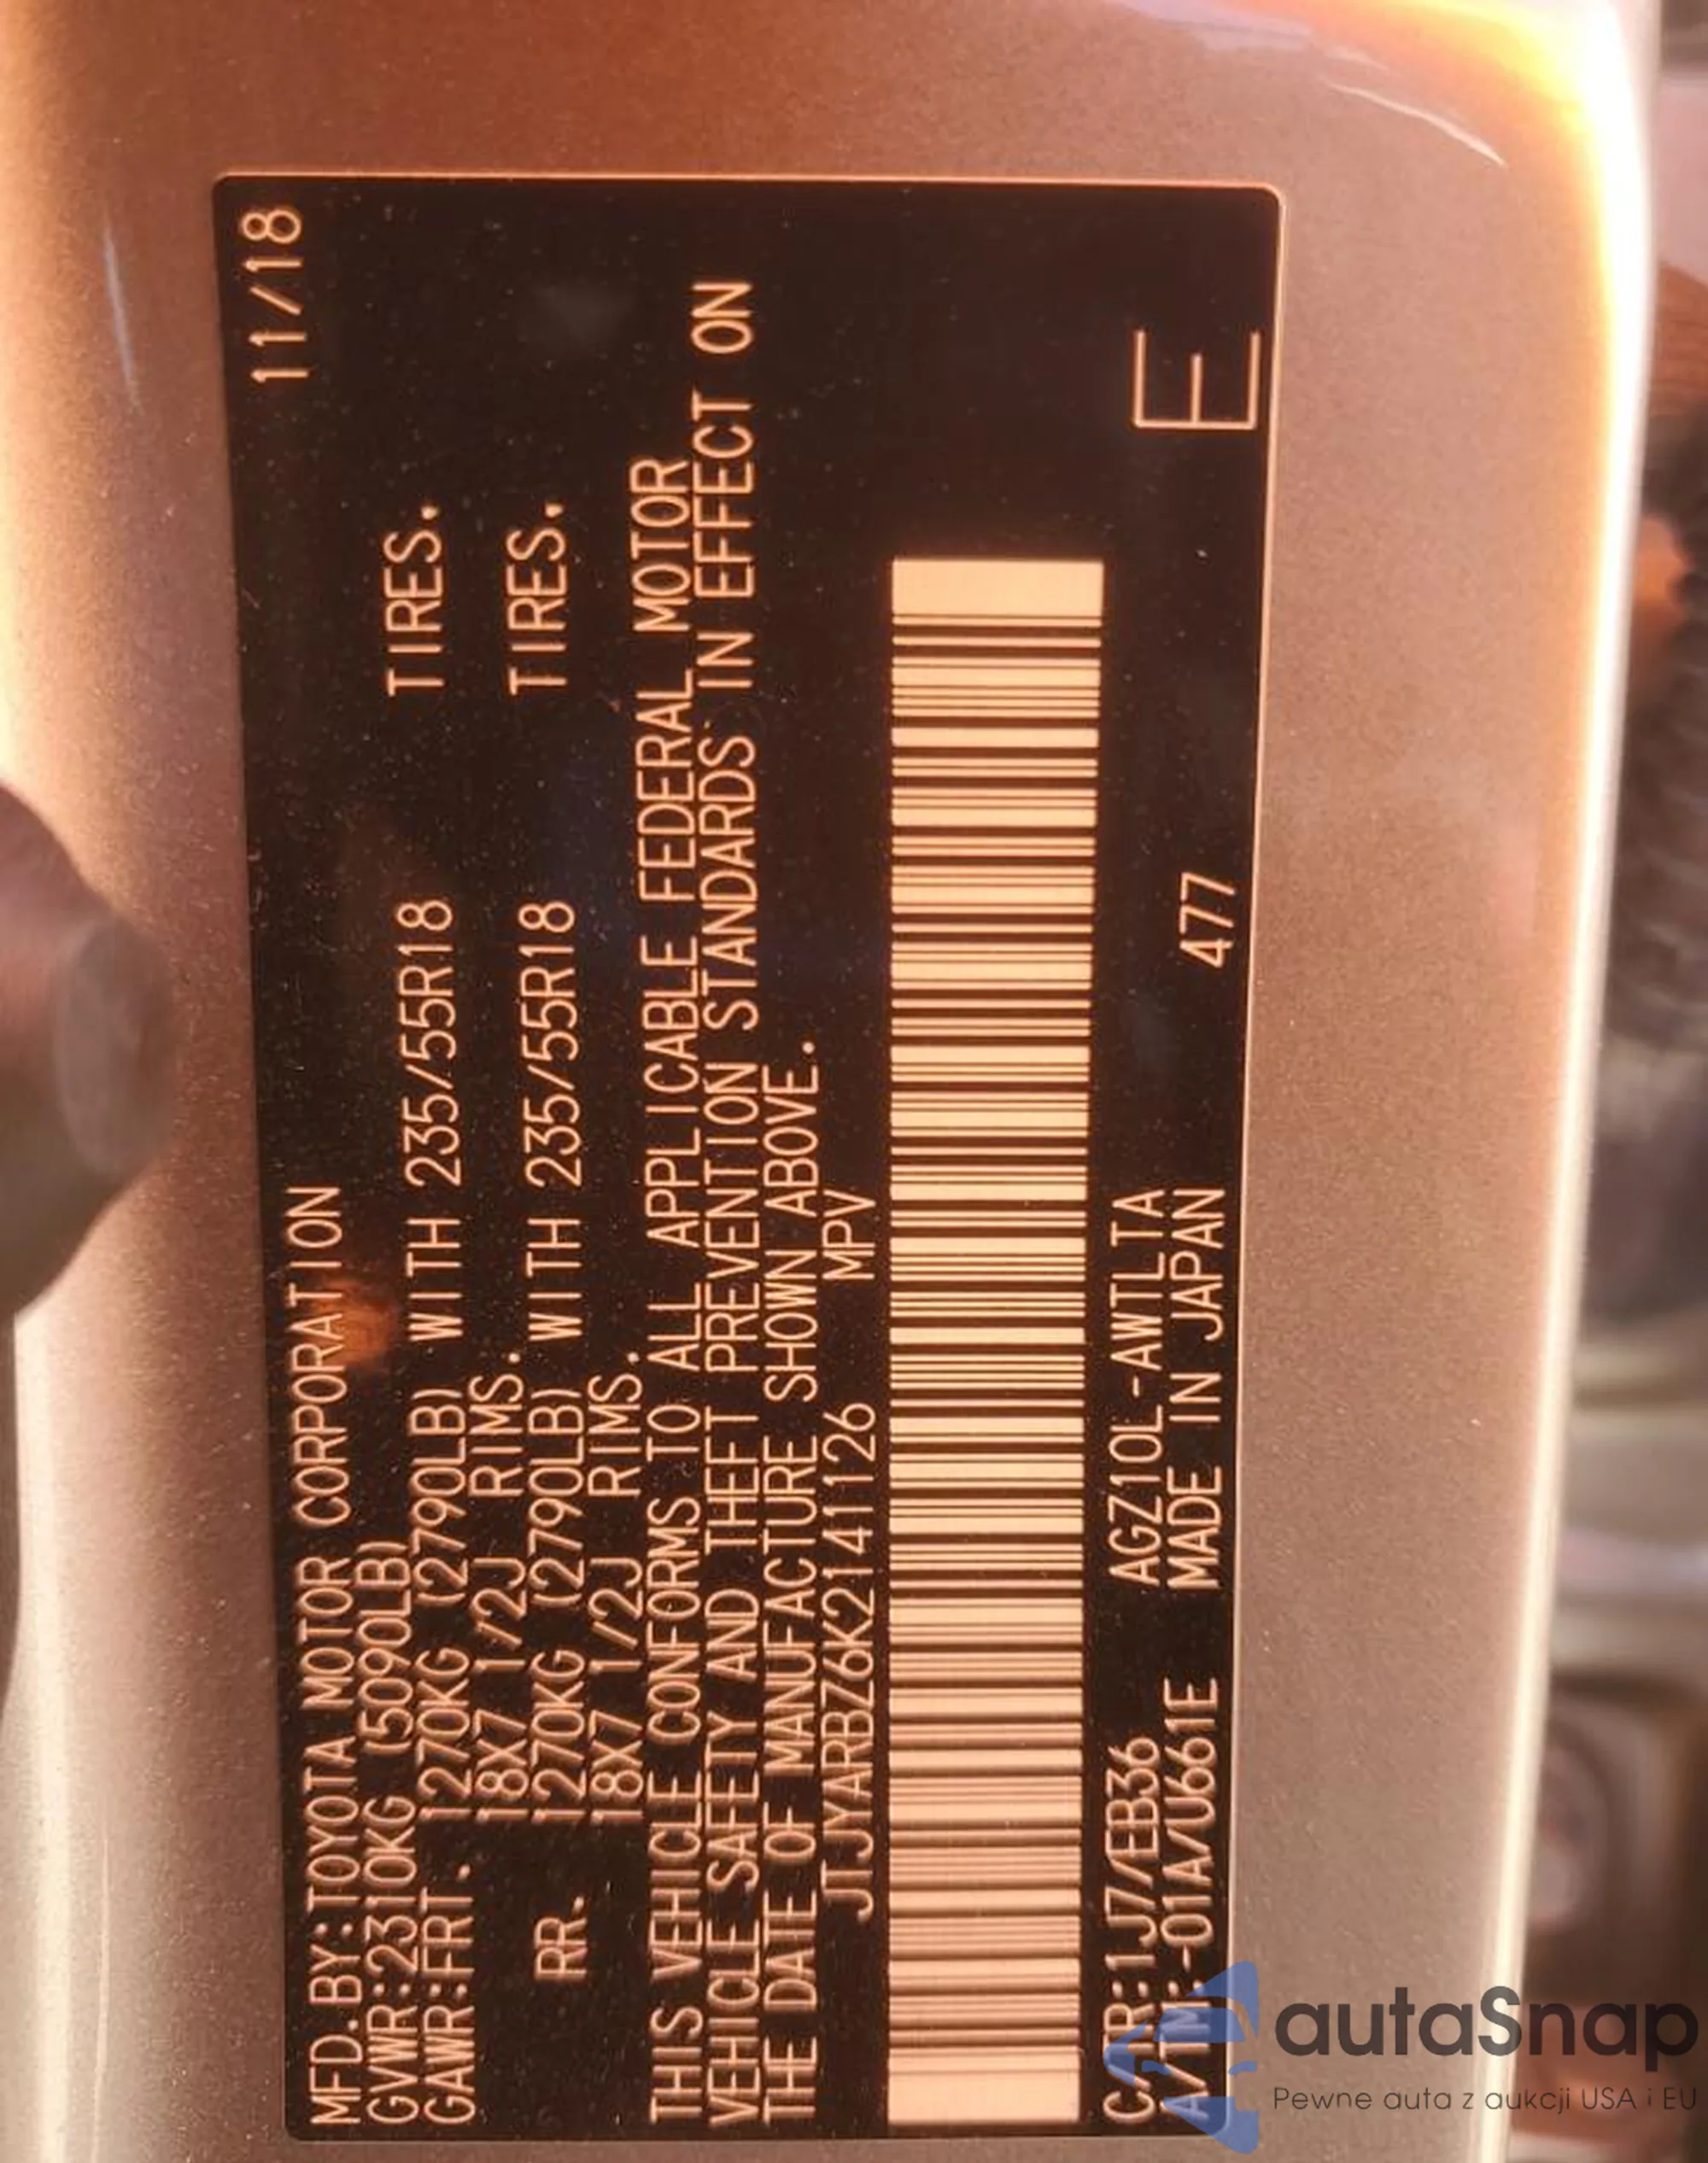 MFD.BY:TOYOTA MOTOR CORPORATION 11/18
GVWR:2310KG (5090LB)
GAWR:FRT. 1270KG (2790LB) WITH 235/55R18 TIRES.
18X7 1/2J RIMS.
RR. 1270KG (2790LB) WITH 235/55R18 TIRES.
18X7 1/2J RIMS.
THIS VEHICLE CONFORMS TO ALL APPLICABLE FEDERAL MOTOR
VEHICLE SAFETY AND THEFT PREVENTION STANDARDS IN EFFECT ON
THE DATE OF MANUFACTURE SHOWN ABOVE.
JTJYARBZ6K2141126 MPV
C/TR:1J7/EB36 AGZ10L-AWTLTA
A/TM:-01A/U661E MADE IN JAPAN 477
E
autaSnap
Pewne auta z aukcji USA i EU